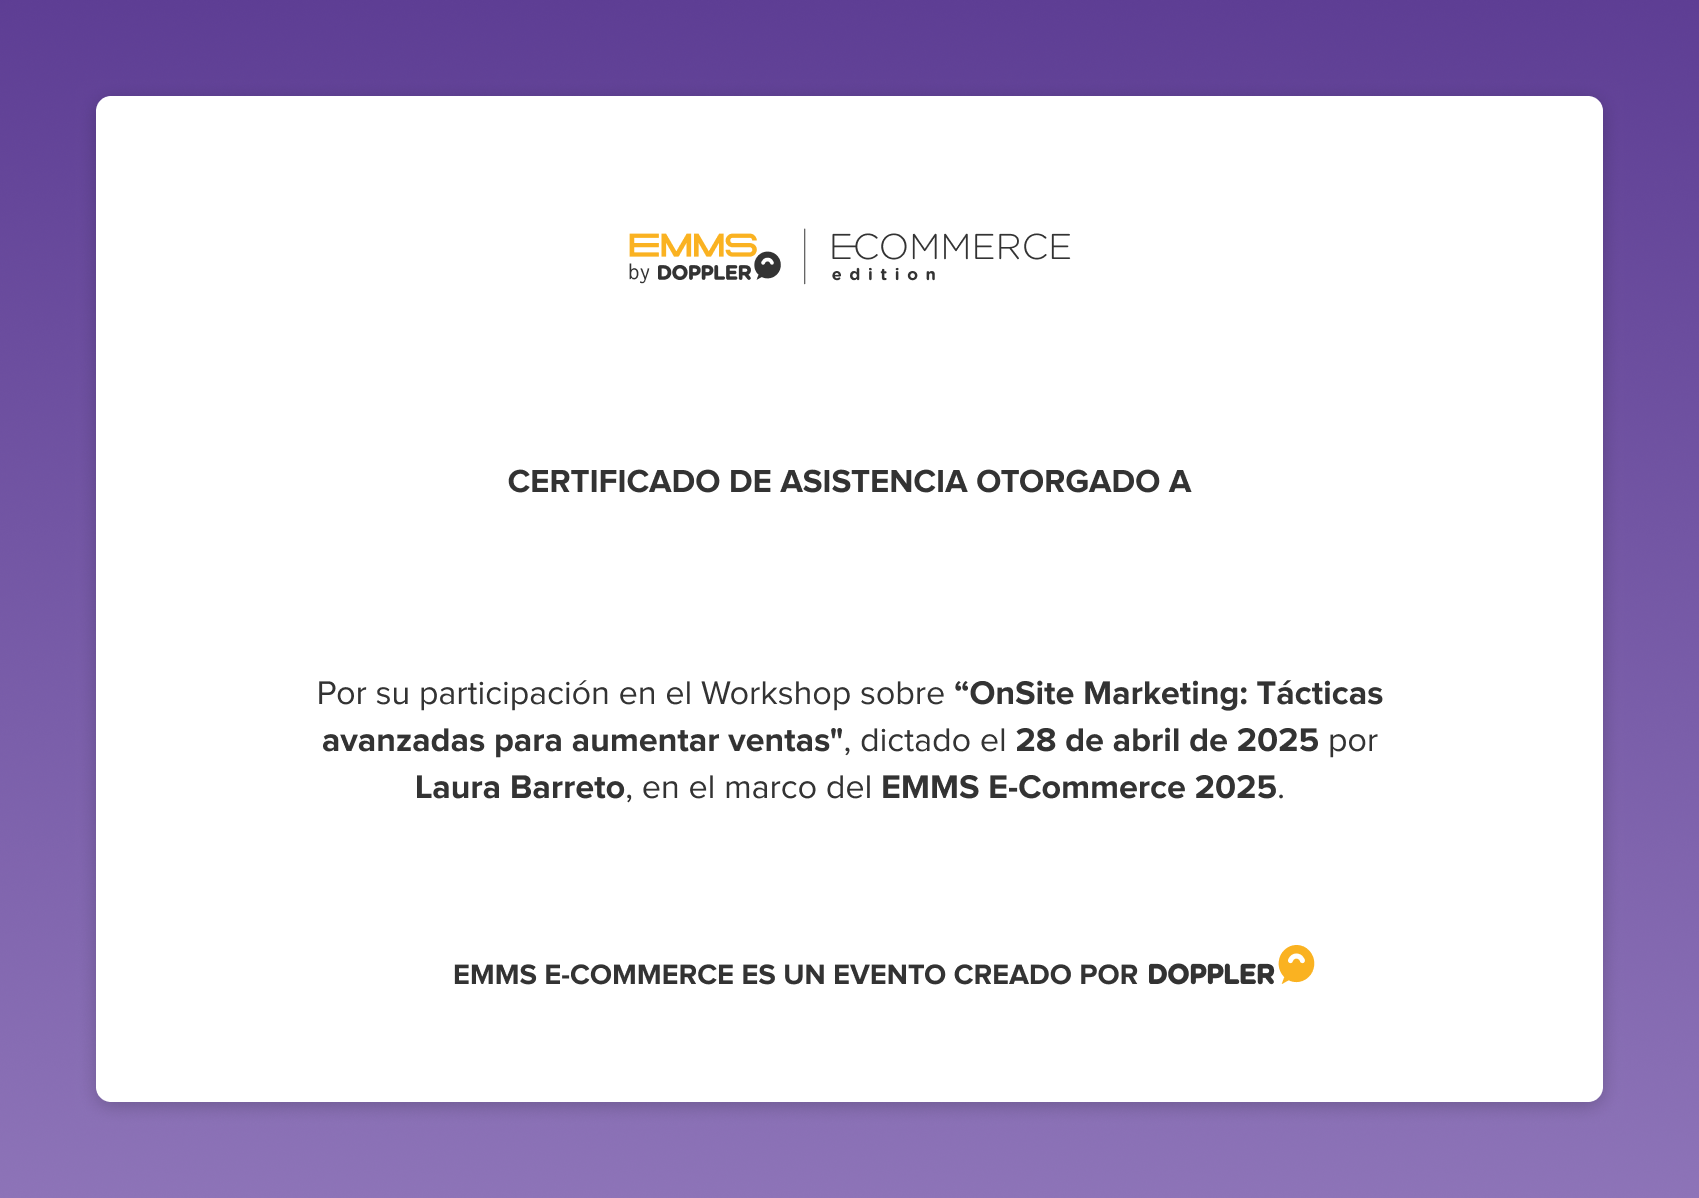 EMMS
by DOPPLER
ECOMMERCE
edition
CERTIFICADO DE ASISTENCIA OTORGADO A
Por su participación en el Workshop sobre “OnSite Marketing: Tácticas
avanzadas para aumentar ventas", dictado el 28 de abril de 2025 por
Laura Barreto, en el marco del EMMS E-Commerce 2025.
EMMS E-COMMERCE ES UN EVENTO CREADO POR DOPPLER